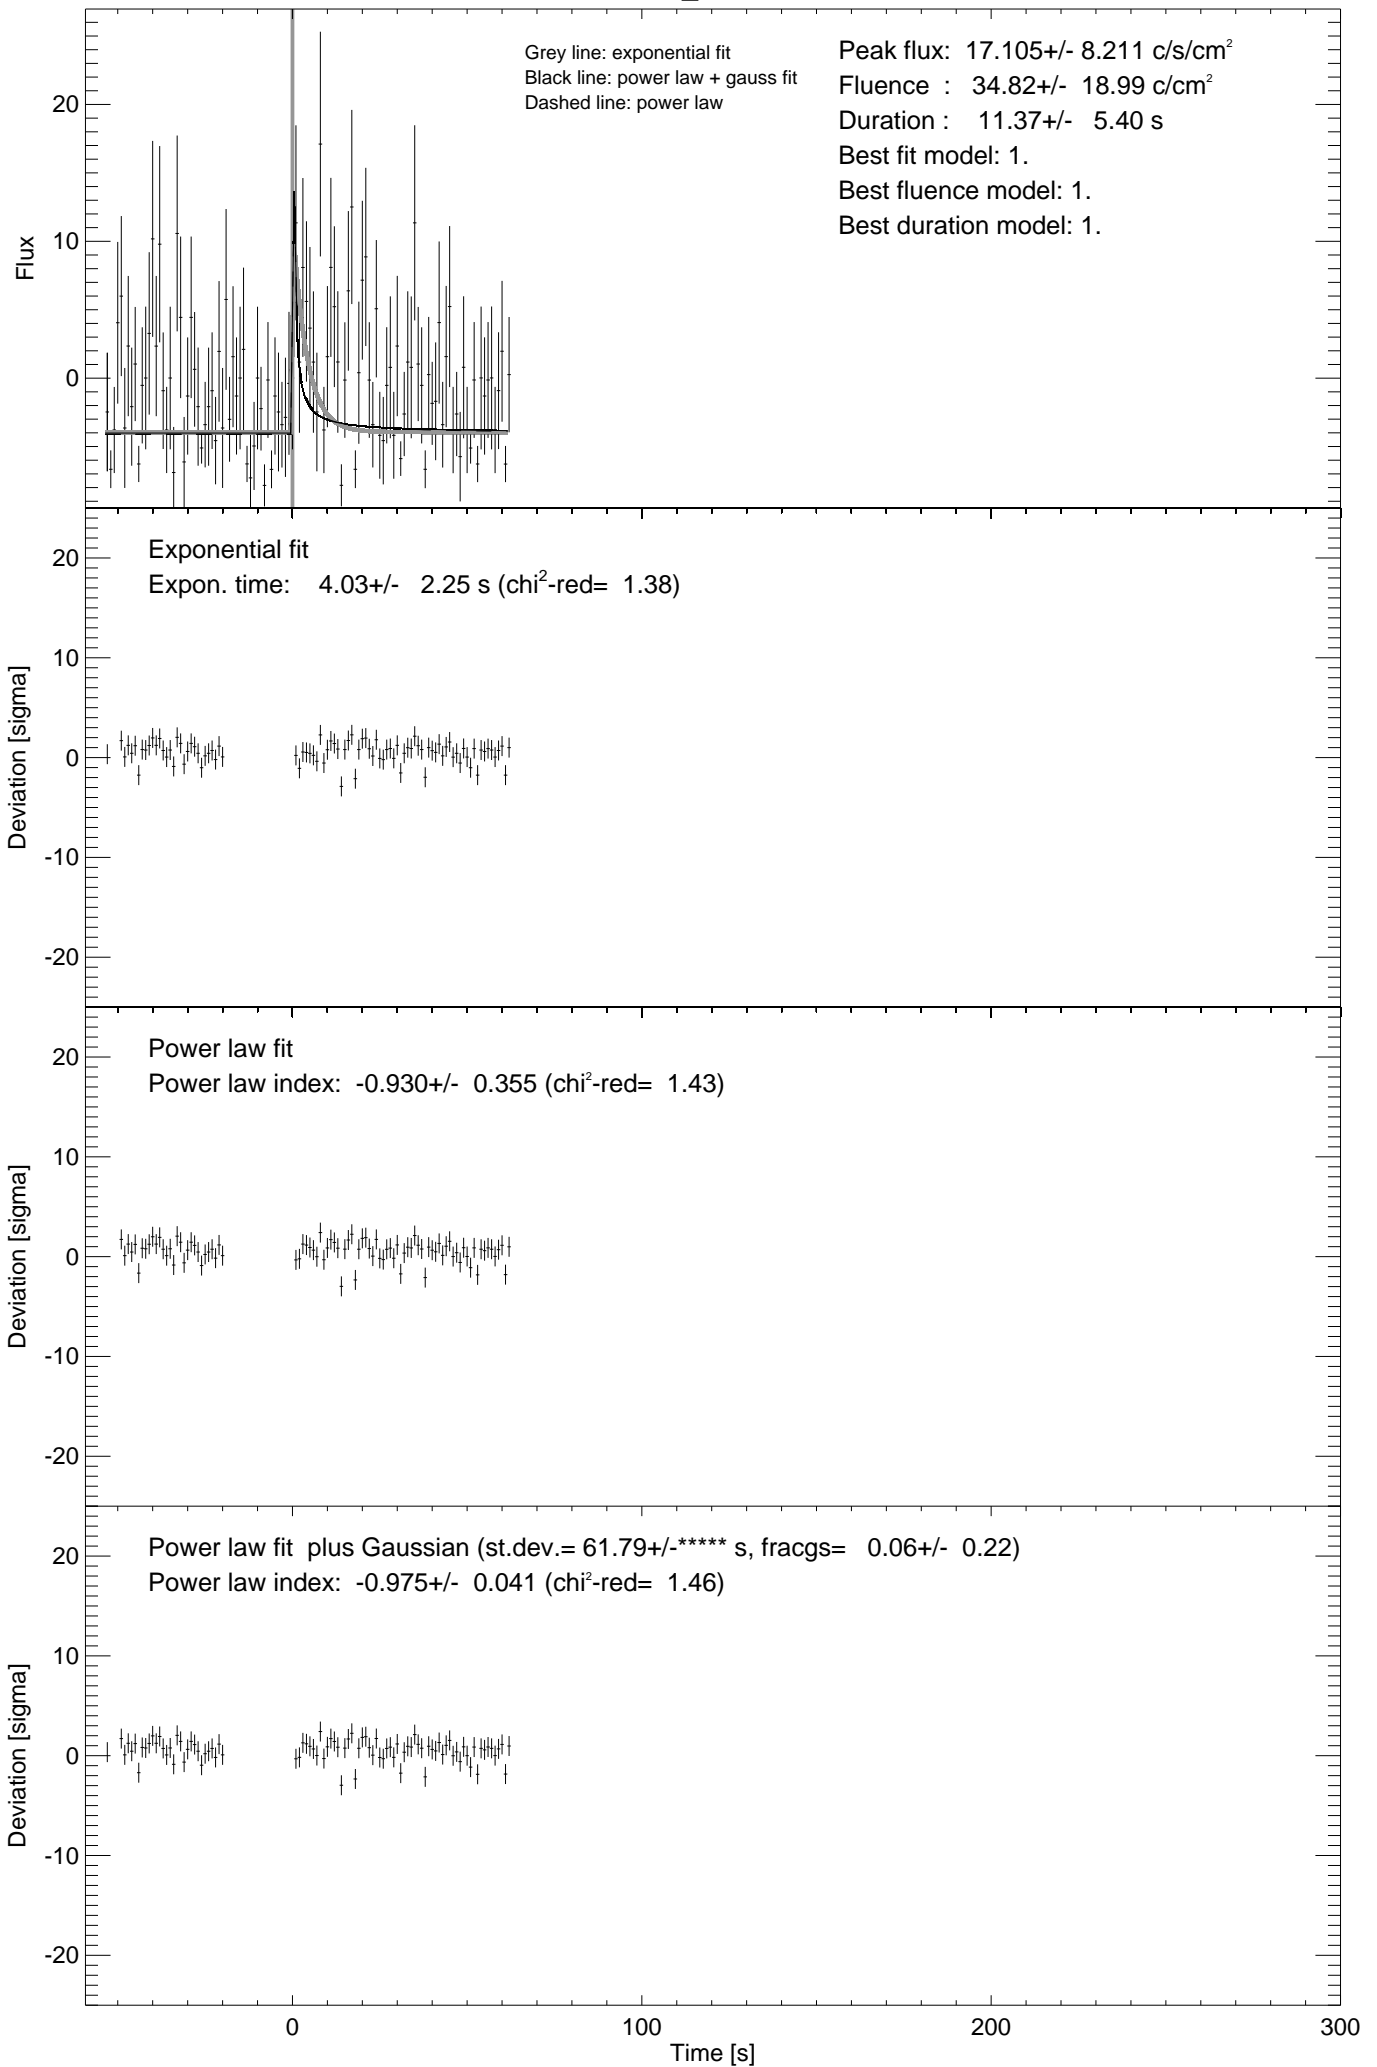 Grey line: exponential fit
Black line: power law + gauss fit
Dashed line: power law
Peak flux: 17.105+/- 8.211 c/s/cm²
Fluence : 34.82+/- 18.99 c/cm²
Duration : 11.37+/- 5.40 s
Best fit model: 1.
Best fluence model: 1.
Best duration model: 1.
20
10
0
Flux
Exponential fit
Expon. time: 4.03+/- 2.25 s (chi²-red= 1.38)
20
10
0
-10
-20
Deviation [sigma]
Power law fit
Power law index: -0.930+/- 0.355 (chi²-red= 1.43)
20
10
0
-10
-20
Deviation [sigma]
Power law fit plus Gaussian (st.dev.= 61.79+/-***** s, fracgs= 0.06+/- 0.22)
Power law index: -0.975+/- 0.041 (chi²-red= 1.46)
20
10
0
-10
-20
Deviation [sigma]
0 100 200 300
Time [s]